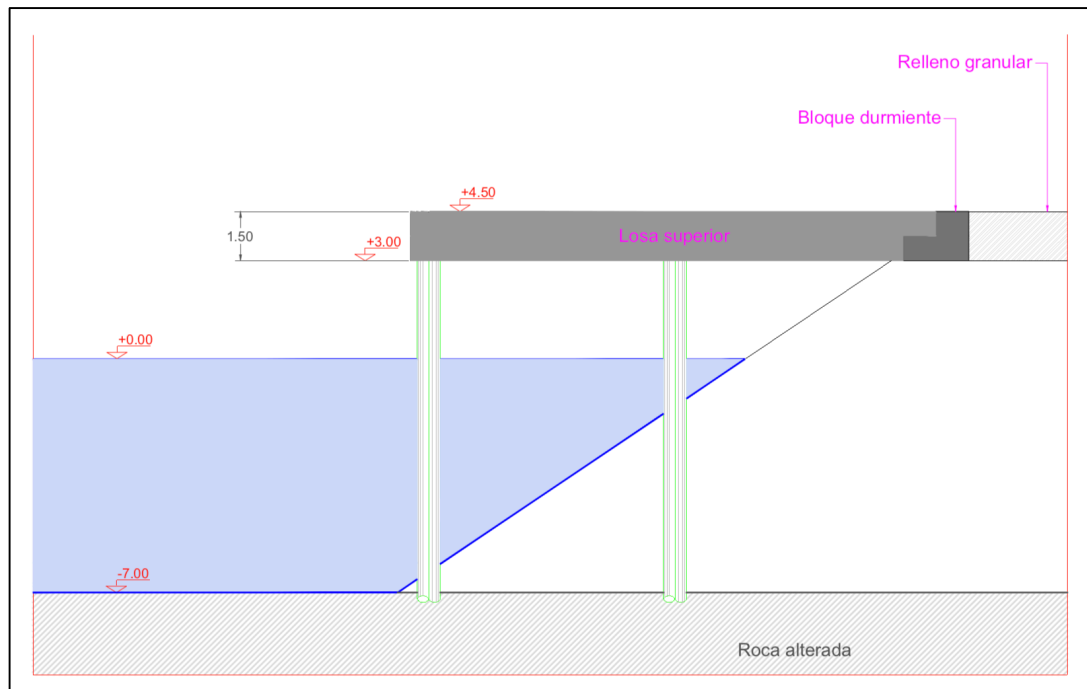 Relleno granular
Bloque durmiente
+4.50
1.50
+3.00
Losa superior
+0.00
-7.00
Roca alterada